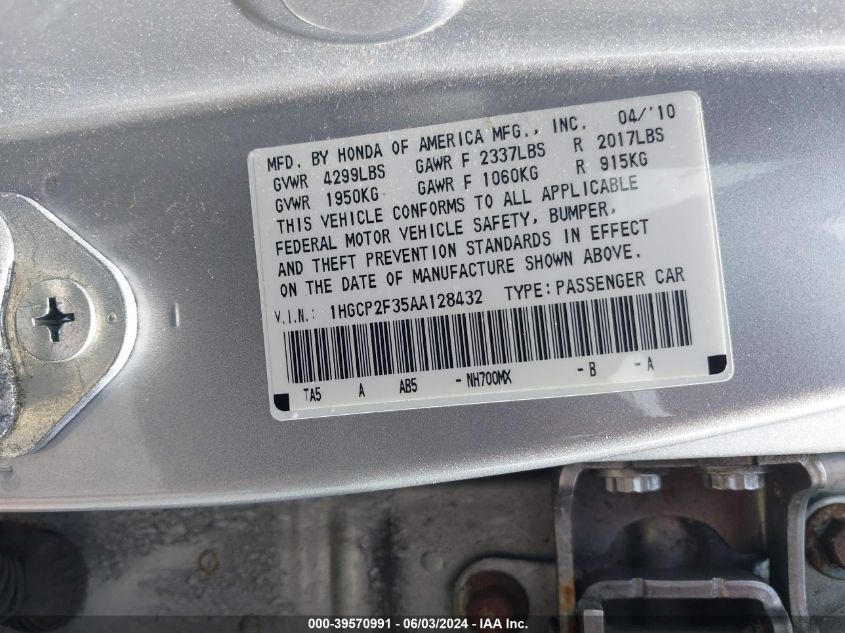 MFD. BY HONDA OF AMERICA MFG., INC. 04/'10
GVWR 4299LBS GAWR F 2337LBS R 2017LBS
GVWR 1950KG GAWR F 1060KG R 915KG
THIS VEHICLE CONFORMS TO ALL APPLICABLE
FEDERAL MOTOR VEHICLE SAFETY, BUMPER,
AND THEFT PREVENTION STANDARDS IN EFFECT
ON THE DATE OF MANUFACTURE SHOWN ABOVE.
V.I.N.: 1HGCP2F35AA128432 TYPE: PASSENGER CAR
TA5 A AB5 - NH700MX - B - A
000-39570991 - 06/03/2024 - IAA Inc.